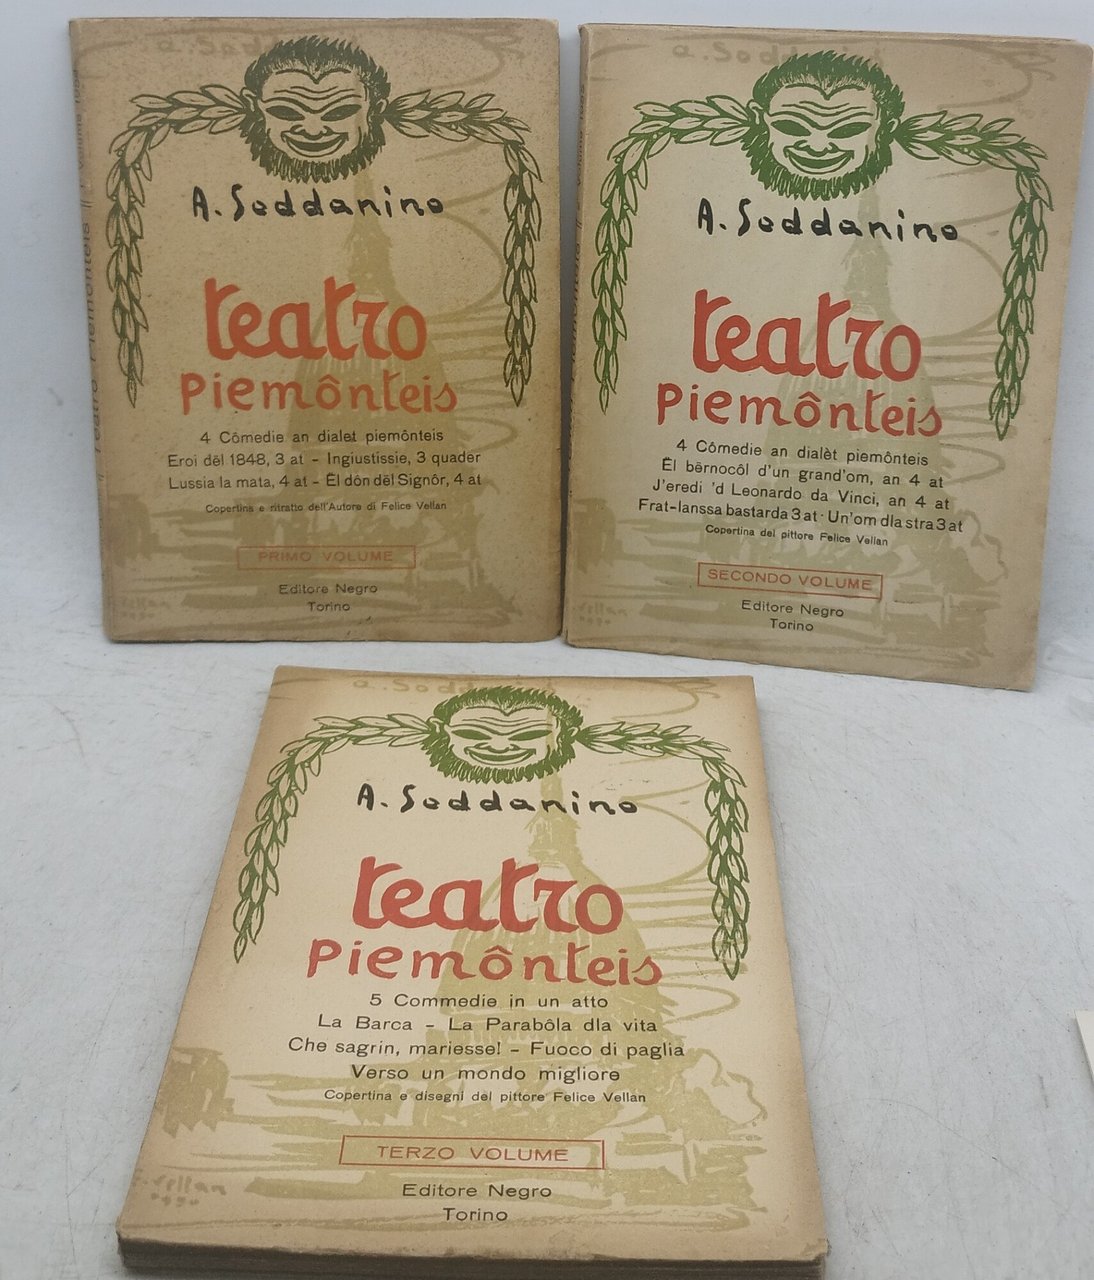 A. Soddanino
teatro
piemônteis
4 Cômedie an dialet piemônteis
Eroi dël 1848, 3 at - Ingiustissie, 3 quader
Lussia la mata, 4 at - Ël dôn dël Signôr, 4 at
Copertina e ritratto dell'Autore di Felice Vellan
PRIMO VOLUME
Editore Negro
Torino
a. Soddanino
A. Soddanino
teatro
piemônteis
4 Cômedie an dialèt piemônteis
Ël bërnocôl d'un grand'om, an 4 at
J'eredi 'd Leonardo da Vinci, an 4 at
Frat-lanssa bastarda 3 at · Un'om dla stra 3 at
Copertina del pittore Felice Vellan
SECONDO VOLUME
Editore Negro
Torino
Vellan
a. Soddanino
A. Soddanino
teatro
piemônteis
5 Commedie in un atto
La Barca - La Parabôla dla vita
Che sagrin, mariesse! - Fuoco di paglia
Verso un mondo migliore
Copertina e disegni del pittore Felice Vellan
TERZO VOLUME
Editore Negro
Torino
Vellan